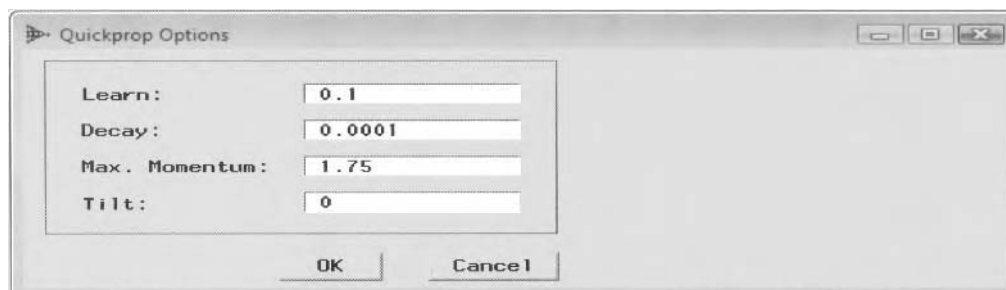 Quickprop Options
Learn: 0.1
Decay: 0.0001
Max. Momentum: 1.75
Tilt: 0
OK Cancel